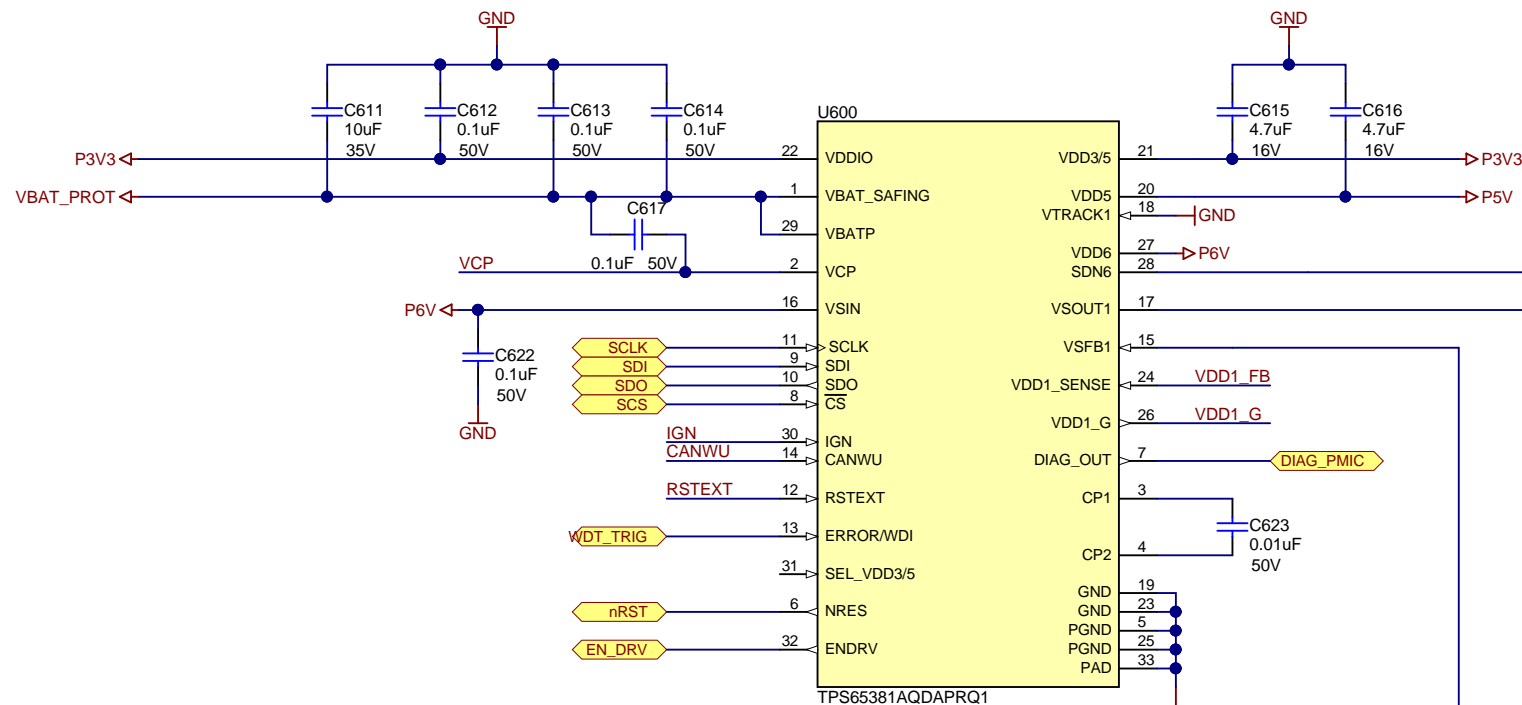 GND
GND
C611
10uF
35V
C612
0.1uF
50V
C613
0.1uF
50V
C614
0.1uF
50V
U600
C615
4.7uF
16V
C616
4.7uF
16V
P3V3
22
VDDIO
VDD3/5
21
P3V3
VBAT_PROT
1
VBAT_SAFING
VDD5
20
P5V
C617
0.1uF 50V
VTRACK1
18
GND
29
VBATP
VDD6
27
P6V
VCP
2
VCP
SDN6
28
P6V
16
VSIN
VSOUT1
17
C622
0.1uF
50V
GND
SCLK
11
SCLK
VSFB1
15
SDI
9
SDI
SDO
10
SDO
VDD1_SENSE
24
VDD1_FB
SCS
8
CS
VDD1_G
26
VDD1_G
IGN
30
IGN
CANWU
14
CANWU
DIAG_OUT
7
DIAG_PMIC
RSTEXT
12
RSTEXT
CP1
3
C623
0.01uF
50V
WDT_TRIG
13
ERROR/WDI
CP2
4
31
SEL_VDD3/5
GND
19
nRST
6
NRES
GND
23
PGND
5
EN_DRV
32
ENDRV
PGND
25
PAD
33
TPS65381AQDAPRQ1